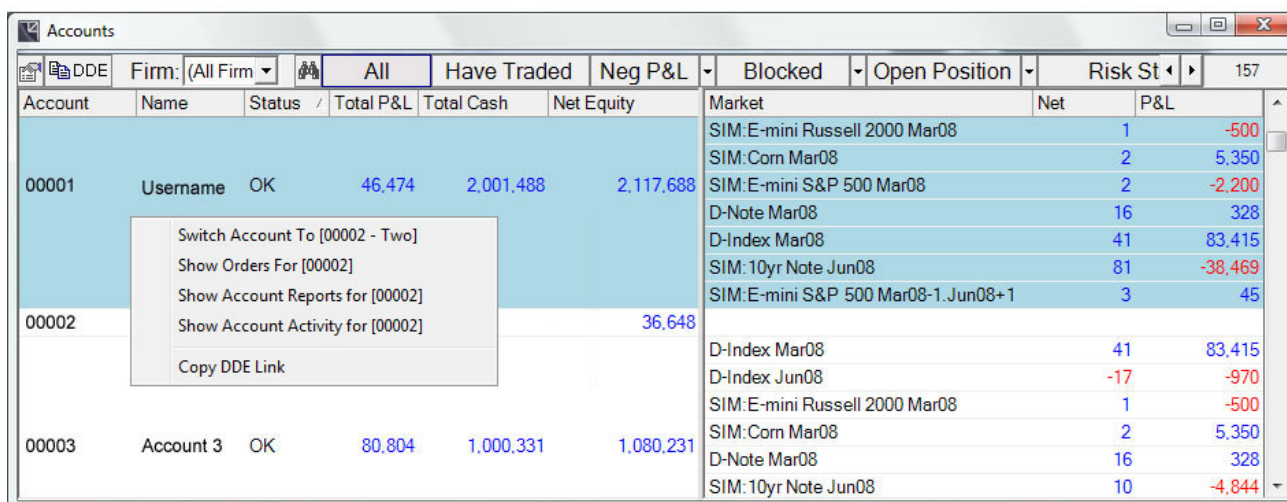 Accounts
DDE Firm: (All Firm All Have Traded Neg P&L Blocked Open Position Risk St 157
Account Name Status / Total P&L Total Cash Net Equity Market Net P&L
SIM:E-mini Russell 2000 Mar08 1 -500
SIM:Corn Mar08 2 5,350
00001 Username OK 46,474 2,001,488 2,117,688 SIM:E-mini S&P 500 Mar08 2 -2,200
D-Note Mar08 16 328
Switch Account To [00002 - Two] D-Index Mar08 41 83,415
Show Orders For [00002] SIM:10yr Note Jun08 81 -38,469
Show Account Reports for [00002] SIM:E-mini S&P 500 Mar08-1.Jun08+1 3 45
00002 Show Account Activity for [00002] 36,648
D-Index Mar08 41 83,415
Copy DDE Link D-Index Jun08 -17 -970
SIM:E-mini Russell 2000 Mar08 1 -500
SIM:Corn Mar08 2 5,350
00003 Account 3 OK 80,804 1,000,331 1,080,231
D-Note Mar08 16 328
SIM:10yr Note Jun08 10 -4,844